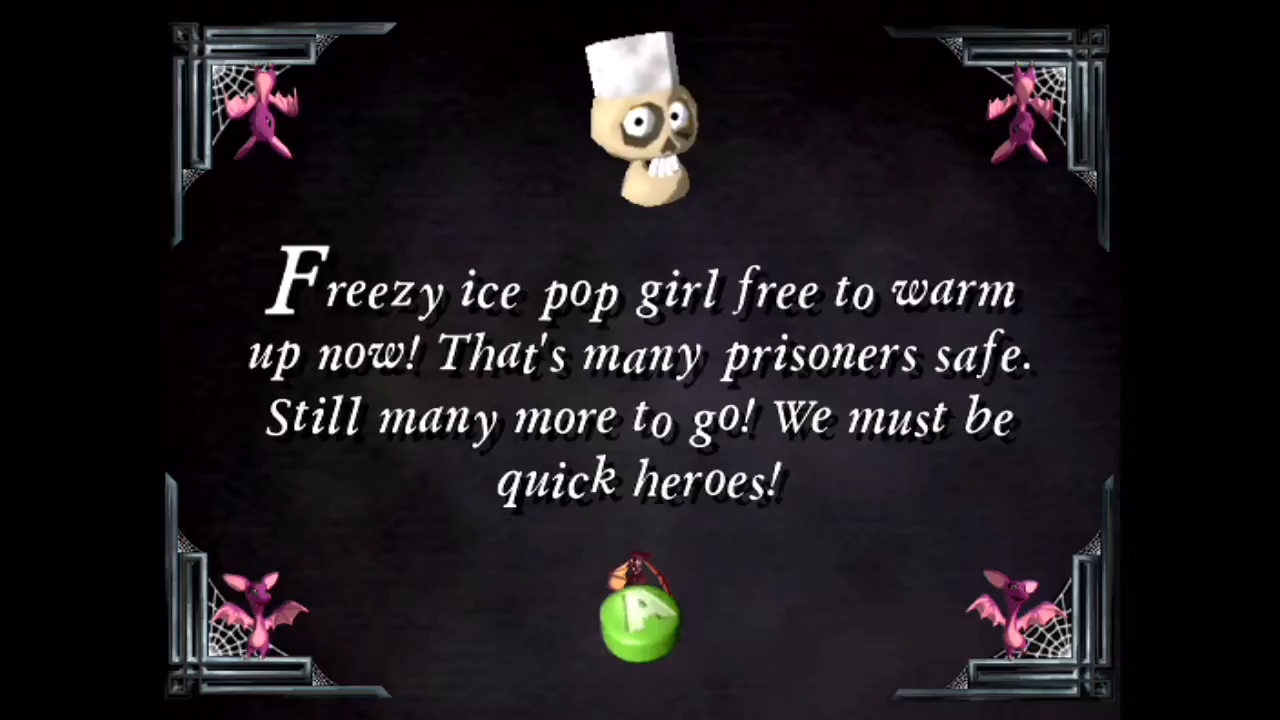 Freezy ice pop girl free to warm
up now! That's many prisoners safe.
Still many more to go! We must be
quick heroes!
A